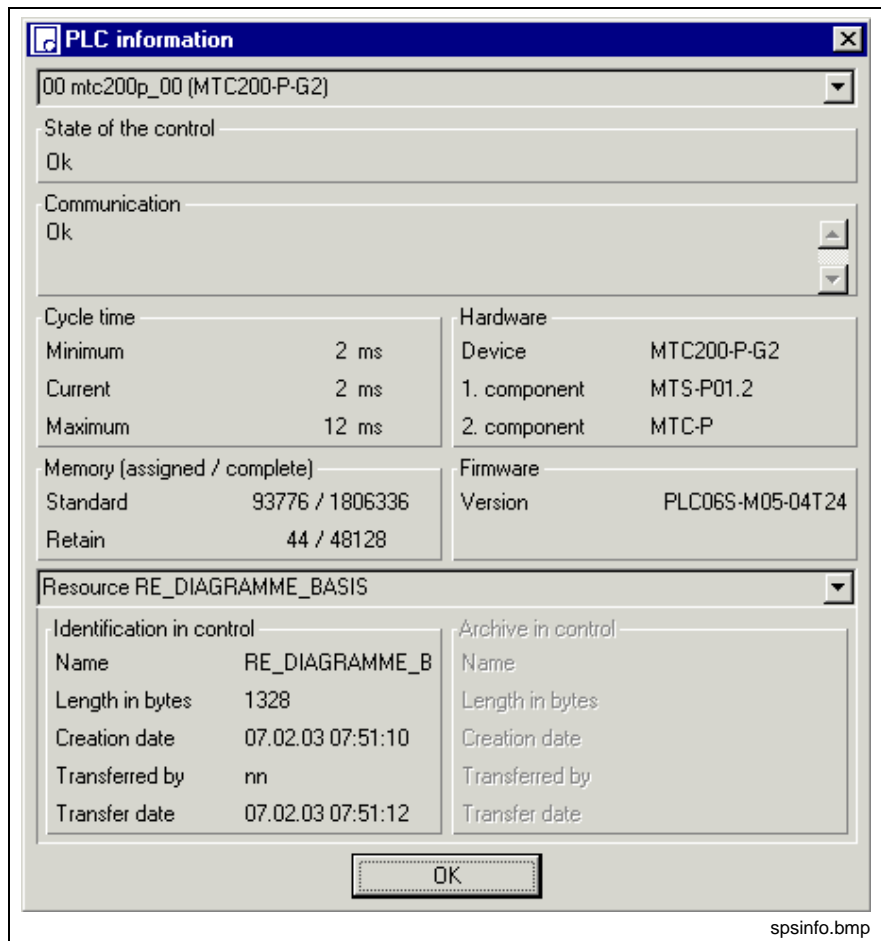 PLC information
00 mtc200p_00 (MTC200-P-G2)
State of the control
Ok
Communication
Ok
Cycle time
Minimum 2 ms
Current 2 ms
Maximum 12 ms
Hardware
Device MTC200-P-G2
1. component MTS-P01.2
2. component MTC-P
Memory (assigned / complete)
Standard 93776 / 1806336
Retain 44 / 48128
Firmware
Version PLC06S-M05-04T24
Resource RE_DIAGRAMME_BASIS
Identification in control
Name RE_DIAGRAMME_B
Length in bytes 1328
Creation date 07.02.03 07:51:10
Transferred by nn
Transfer date 07.02.03 07:51:12
Archive in control
Name
Length in bytes
Creation date
Transferred by
Transfer date
OK
spsinfo.bmp